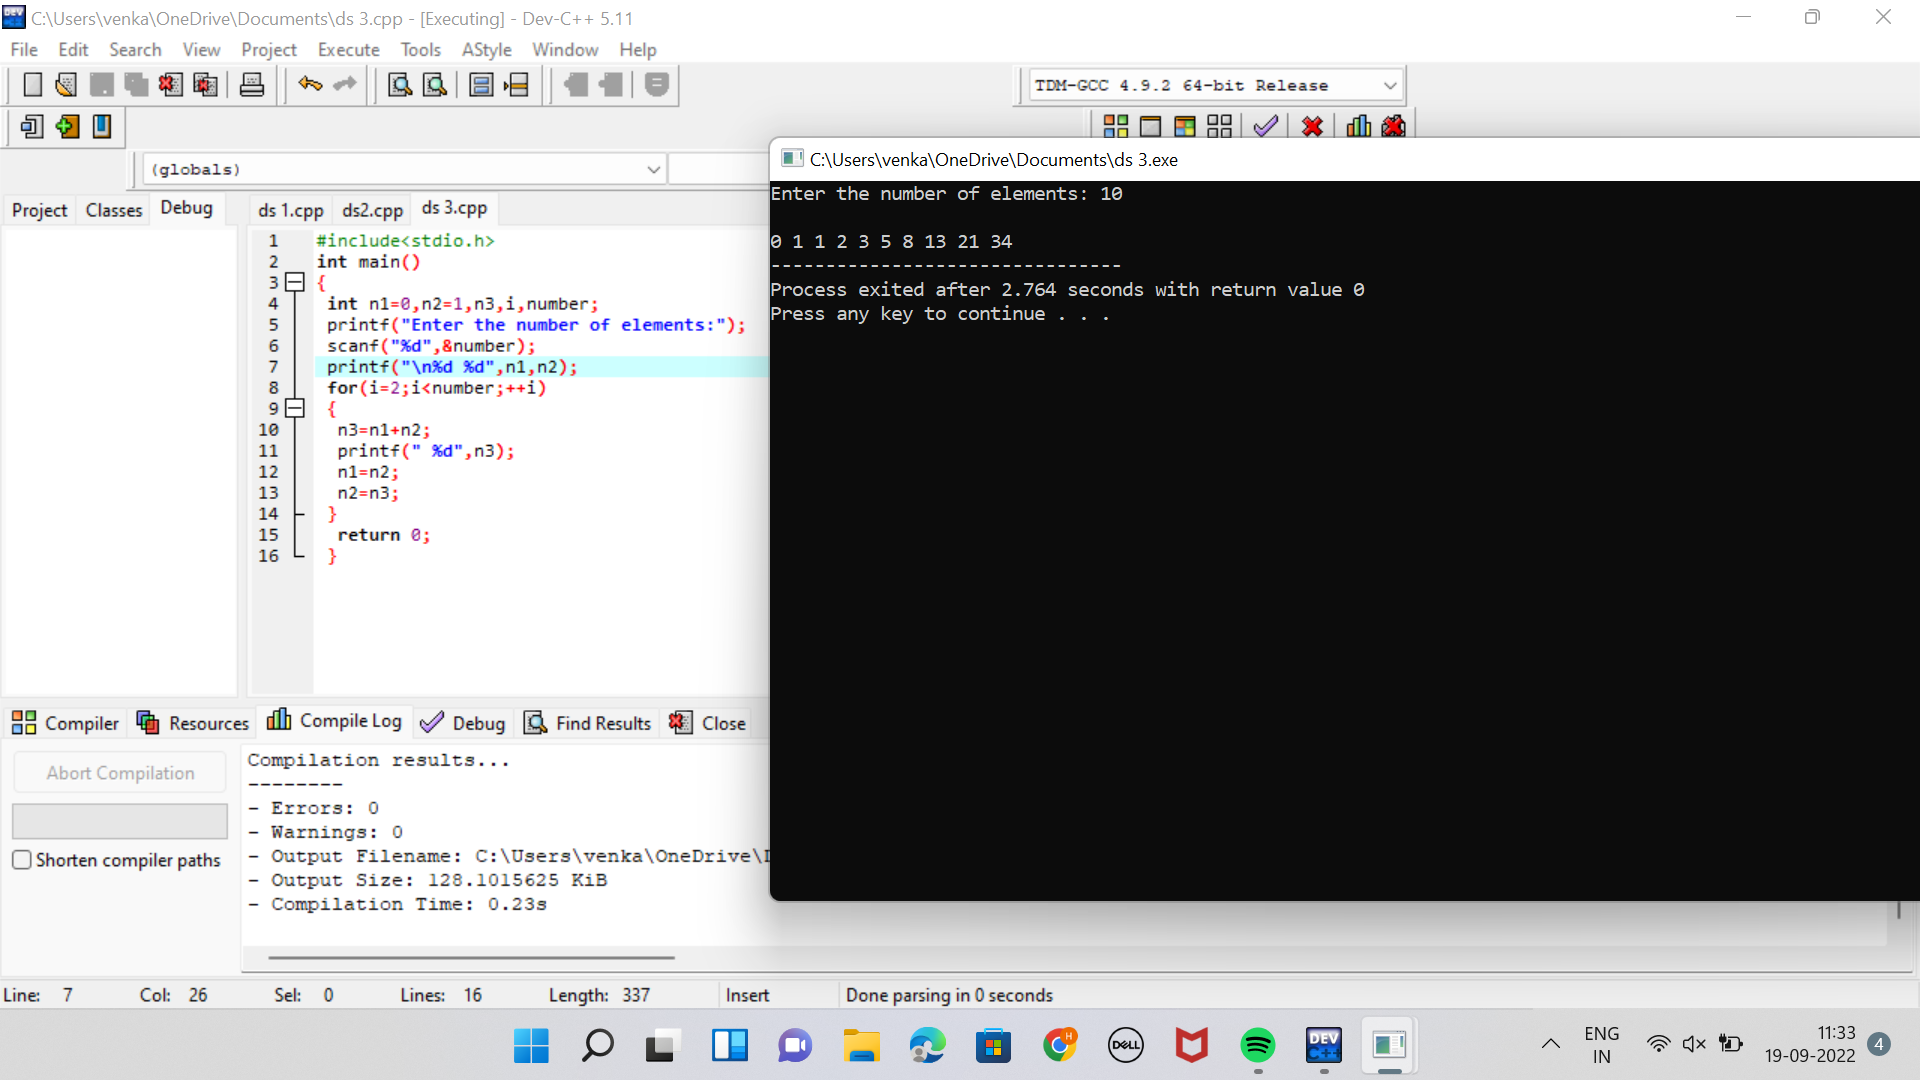 C:\Users\venka\OneDrive\Documents\ds 3.cpp - [Executing] - Dev-C++ 5.11
File Edit Search View Project Execute Tools AStyle Window Help
TDM-GCC 4.9.2 64-bit Release
(globals)
Project Classes Debug
ds 1.cpp ds2.cpp ds 3.cpp
1 #include<stdio.h>
2 int main()
3 {
4 int n1=0,n2=1,n3,i,number;
5 printf("Enter the number of elements:");
6 scanf("%d",&number);
7 printf("\n%d %d",n1,n2);
8 for(i=2;i<number;++i)
9 {
10 n3=n1+n2;
11 printf(" %d",n3);
12 n1=n2;
13 n2=n3;
14 }
15 return 0;
16 }
C:\Users\venka\OneDrive\Documents\ds 3.exe
Enter the number of elements: 10
0 1 1 2 3 5 8 13 21 34
--------------------------------
Process exited after 2.764 seconds with return value 0
Press any key to continue . . .
Compiler Resources Compile Log Debug Find Results Close
Abort Compilation
Shorten compiler paths
Compilation results...
--------
- Errors: 0
- Warnings: 0
- Output Filename: C:\Users\venka\OneDrive\
- Output Size: 128.1015625 KiB
- Compilation Time: 0.23s
Line: 7 Col: 26 Sel: 0 Lines: 16 Length: 337 Insert Done parsing in 0 seconds
H
DELL
DEV
C++
ENG
IN
11:33
19-09-2022
4